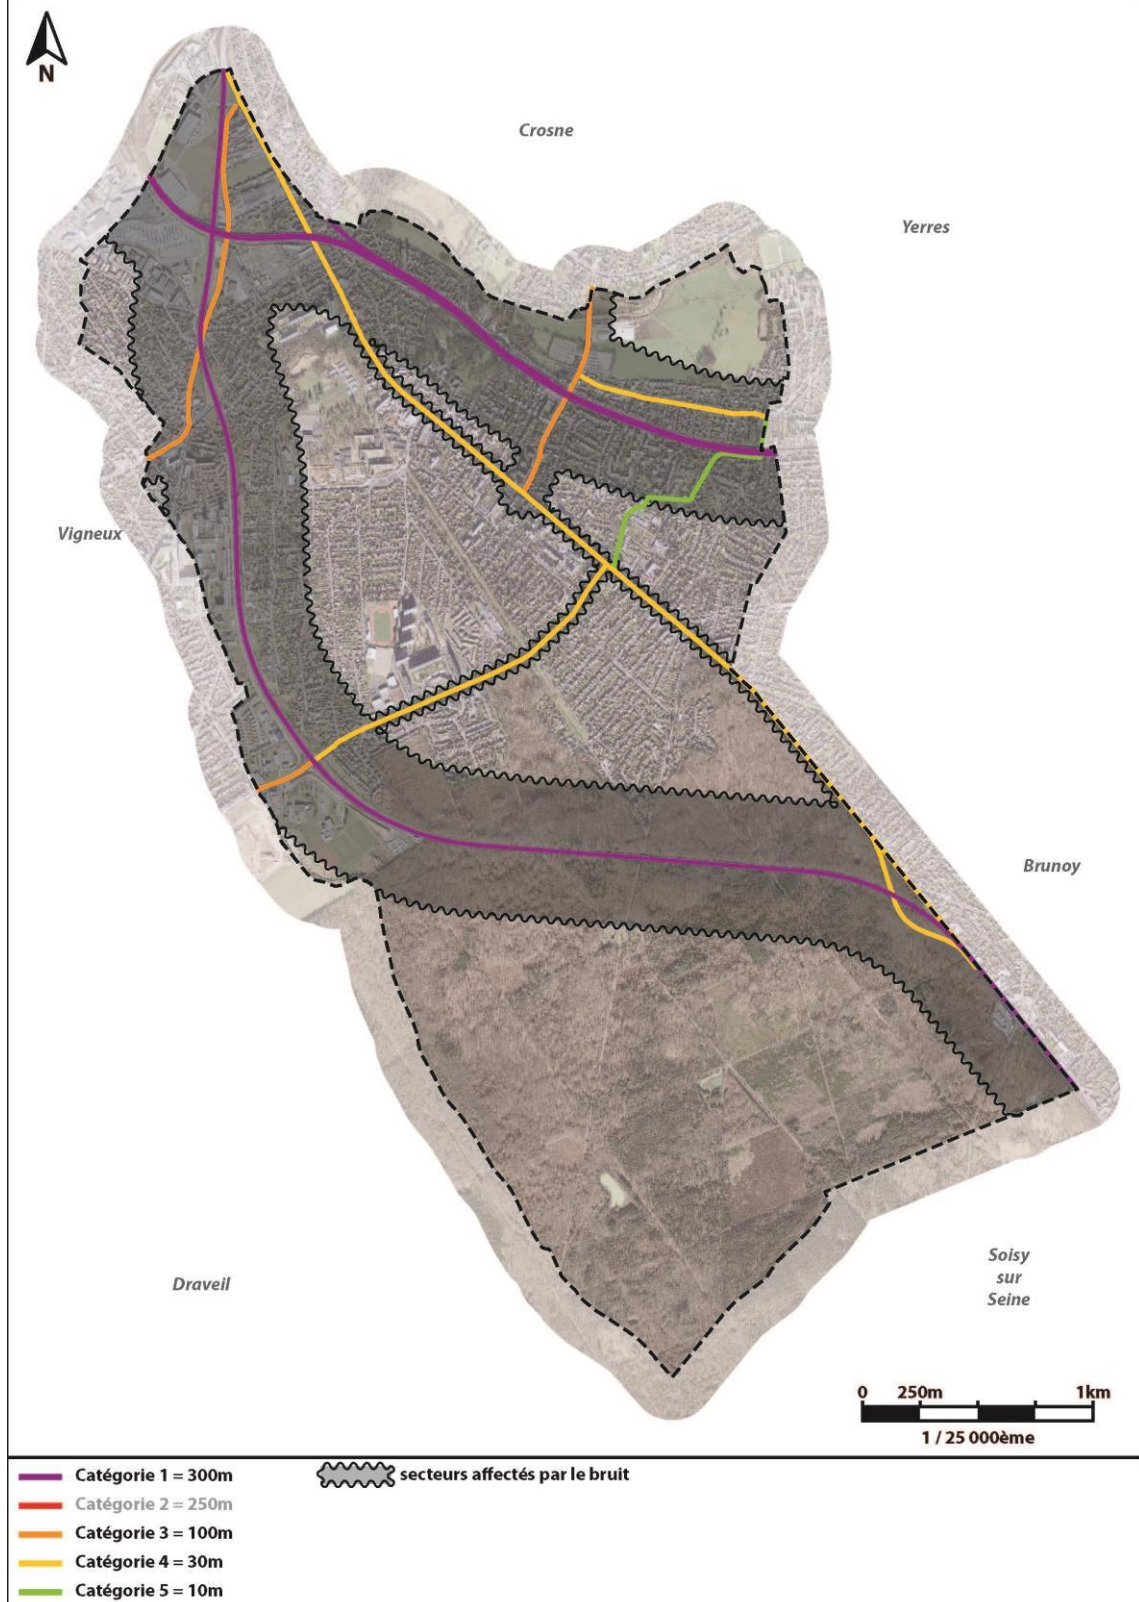 N
Crosne
Yerres
Vigneux
Brunoy
Draveil
Soisy
sur
Seine
0 250m 1km
1 / 25 000ème
Catégorie 1 = 300m
secteurs affectés par le bruit
Catégorie 2 = 250m
Catégorie 3 = 100m
Catégorie 4 = 30m
Catégorie 5 = 10m